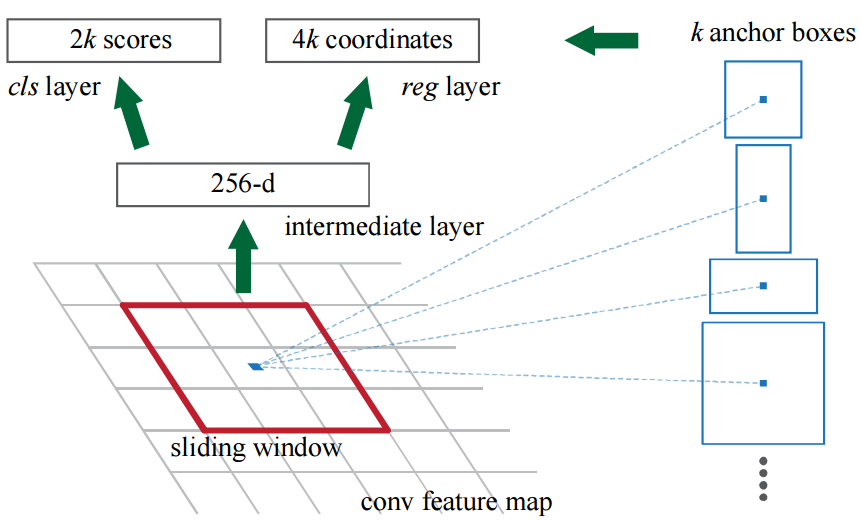 2k scores
4k coordinates
k anchor boxes
cls layer
reg layer
256-d
intermediate layer
sliding window
conv feature map